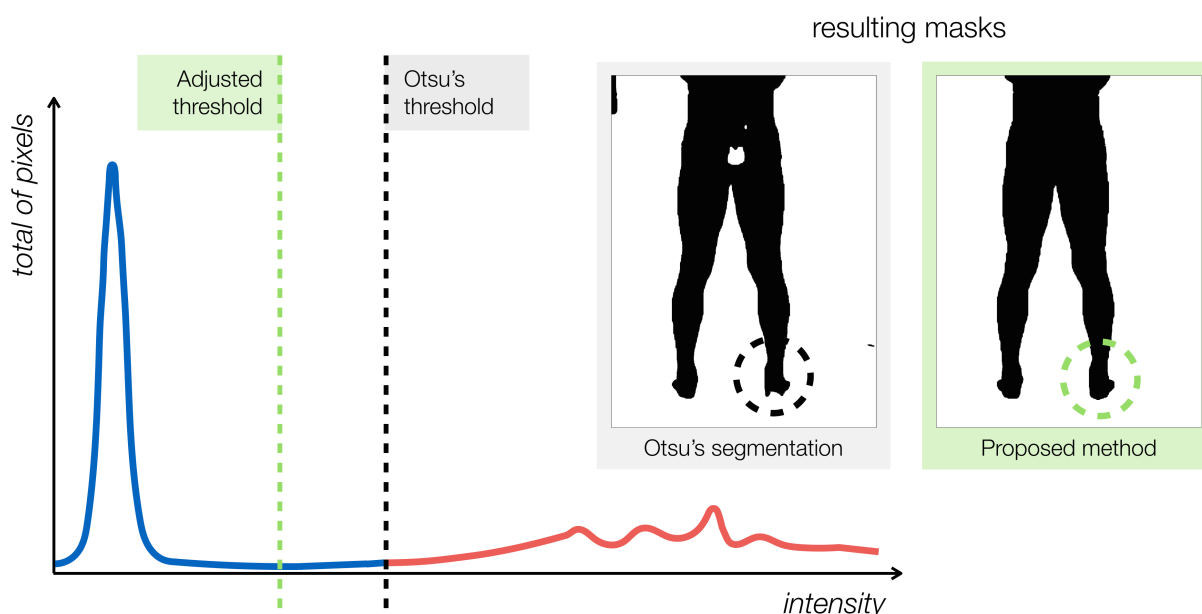 resulting masks
Adjusted
threshold
Otsu's
threshold
total of pixels
Otsu's segmentation
Proposed method
intensity